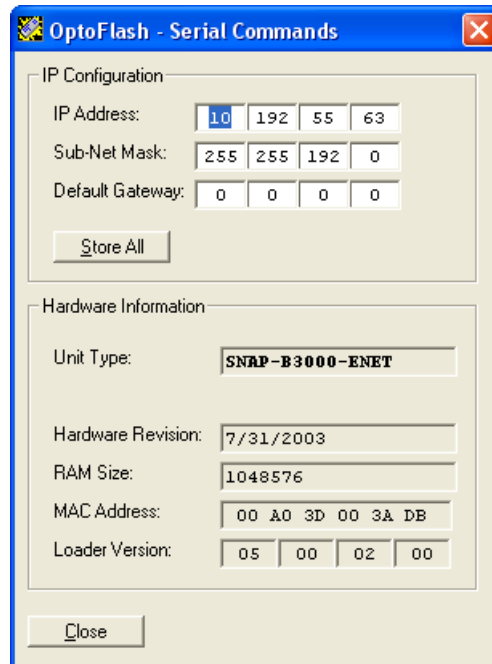 OptoFlash - Serial Commands
IP Configuration
IP Address: 10 192 55 63
Sub-Net Mask: 255 255 192 0
Default Gateway: 0 0 0 0
Store All
Hardware Information
Unit Type: SNAP-B3000-ENET
Hardware Revision: 7/31/2003
RAM Size: 1048576
MAC Address: 00 A0 3D 00 3A DB
Loader Version: 05 00 02 00
Close